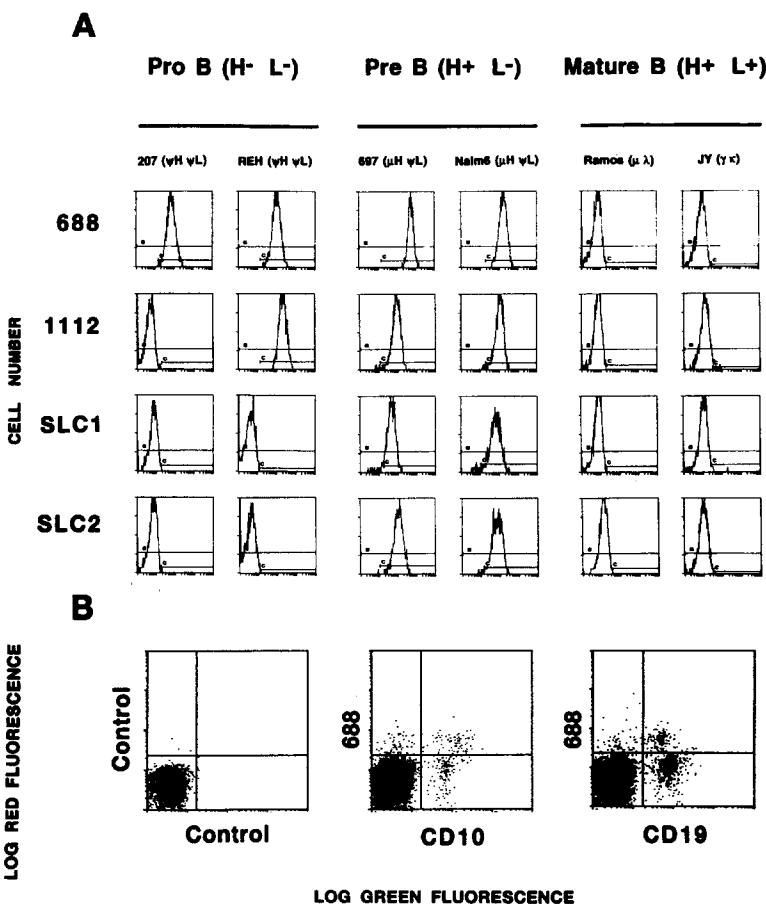 A
Pro B (H- L-) Pre B (H+ L-) Mature B (H+ L+)
207 (ψH ψL) REH (ψH ψL) 697 (μH ψL) Nalm6 (μH ψL) Ramos (μ λ) JY (γ κ)
688
1112
SLC1
SLC2
CELL NUMBER
B
LOG RED FLUORESCENCE
Control
688
688
Control CD10 CD19
LOG GREEN FLUORESCENCE